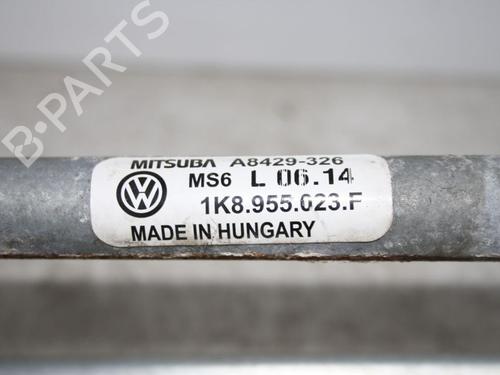 B-PARTS
MITSUBA A8429-326
MS6 L 06.14
1K8.955.023.F
MADE IN HUNGARY